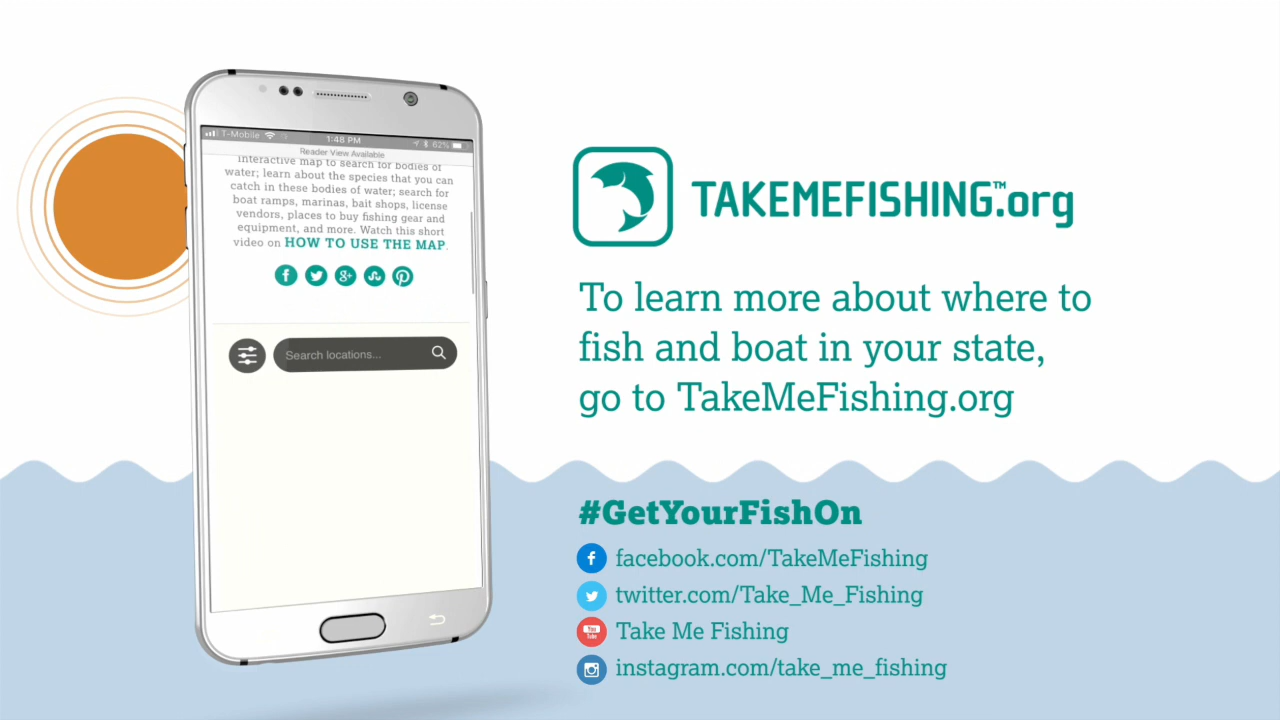 T-Mobile 1:48 PM 62%
Reader View Available
interactive map to search for bodies of
water; learn about the species that you can
catch in these bodies of water; search for
boat ramps, marinas, bait shops, license
vendors, places to buy fishing gear and
equipment, and more. Watch this short
video on HOW TO USE THE MAP.
Search locations...
TAKEMEFISHING™.org
To learn more about where to
fish and boat in your state,
go to TakeMeFishing.org
#GetYourFishOn
facebook.com/TakeMeFishing
twitter.com/Take_Me_Fishing
You Tube Take Me Fishing
instagram.com/take_me_fishing